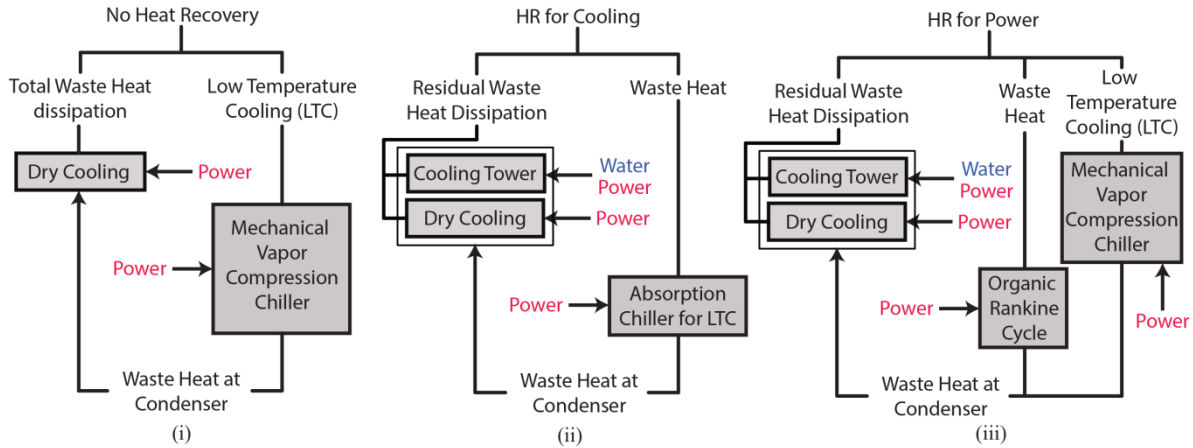 No Heat Recovery
Total Waste Heat
dissipation
Low Temperature
Cooling (LTC)
Dry Cooling
Power
Mechanical
Vapor
Compression
Chiller
Power
Waste Heat at
Condenser
(i)
HR for Cooling
Residual Waste
Heat Dissipation
Waste Heat
Cooling Tower
Water
Power
Dry Cooling
Power
Power
Absorption
Chiller for LTC
Waste Heat at
Condenser
(ii)
HR for Power
Residual Waste
Heat Dissipation
Waste
Heat
Low
Temperature
Cooling (LTC)
Cooling Tower
Water
Power
Dry Cooling
Power
Mechanical
Vapor
Compression
Chiller
Power
Organic
Rankine
Cycle
Power
Waste Heat at
Condenser
(iii)